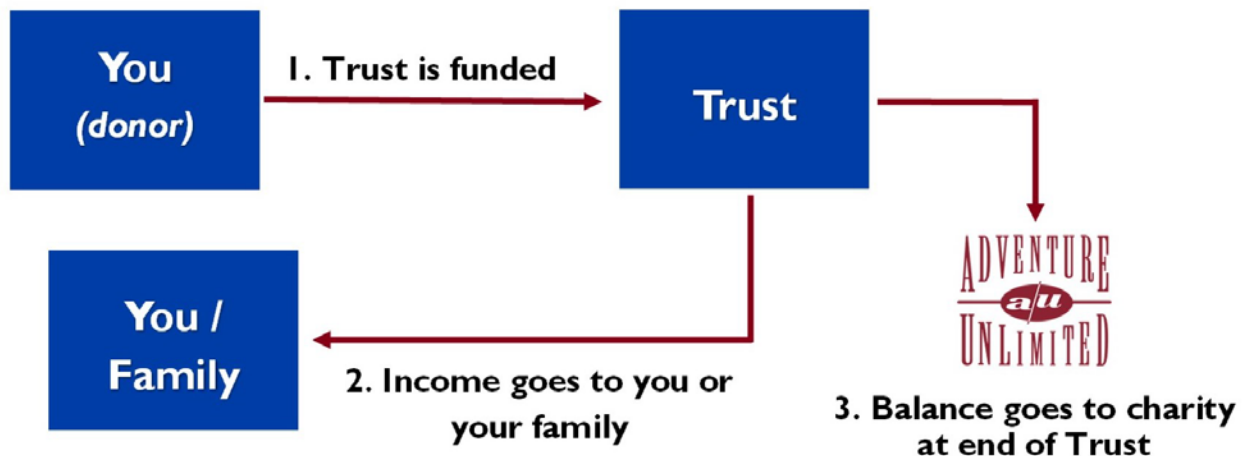 You
(donor)
1. Trust is funded
Trust
You /
Family
2. Income goes to you or
your family
ADVENTURE
a/u
UNLIMITED
3. Balance goes to charity
at end of Trust